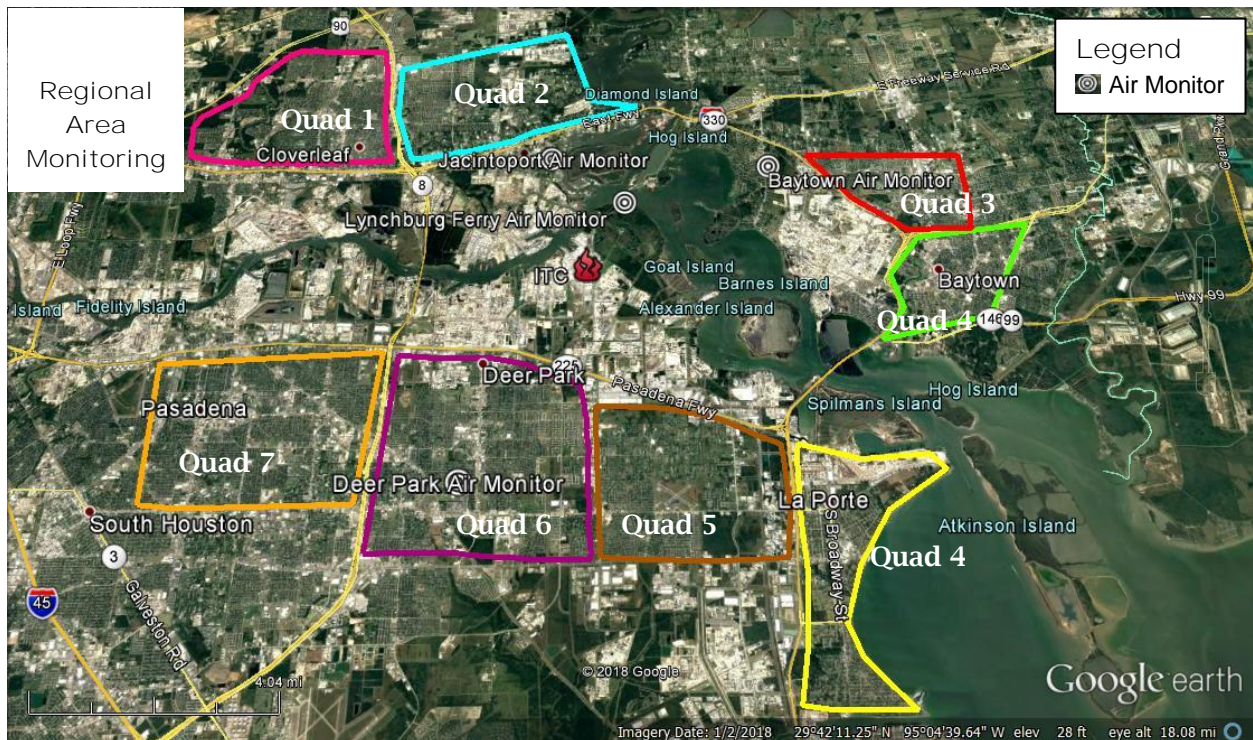 Regional
Area
Monitoring
90
Legend
Air Monitor
E Freeway Service Rd
Quad 2
Diamond Island
Quad 1
East Fwy
330
Hog Island
Cloverleaf
Jacintoport Air Monitor
8
Baytown Air Monitor
Quad 3
Lynchburg Ferry Air Monitor
El Loop Fwy
ITC
Goat Island
Barnes Island
Baytown
Island
Fidelity Island
Alexander Island
Quad 4
146
99
Hwy 99
225
Deer Park
Pasadena Fwy
Hog Island
Spilmans Island
Pasadena
Quad 7
Deer Park Air Monitor
La Porte
South Houston
Quad 6
Quad 5
Atkinson Island
3
S Broadway St
Quad 4
45
Galveston Rd
4.04 mi
© 2018 Google
Google earth
Imagery Date: 1/2/2018 29°42'11.25" N 95°04'39.64" W elev 28 ft eye alt 18.08 mi